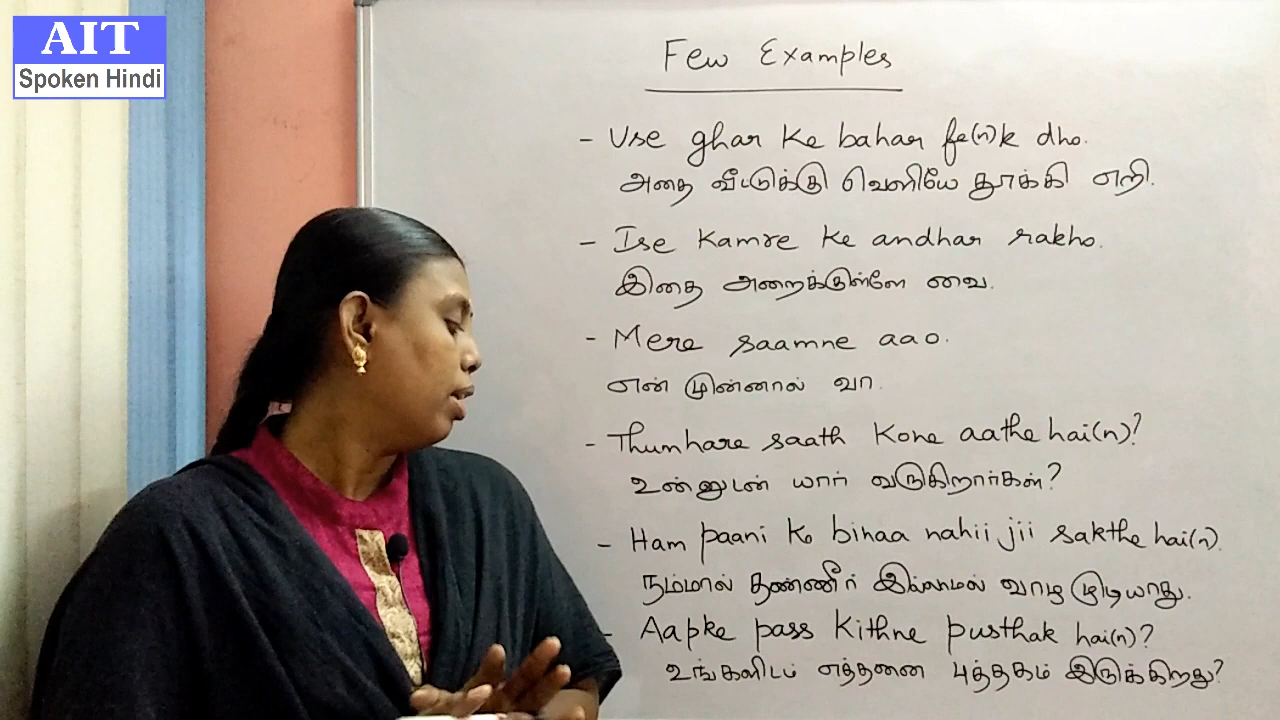 AIT
Spoken Hindi
Few Examples
- Use ghar ke bahar fe(n)k dho.
அதை வீட்டுக்கு வெளியே தூக்கி எறி.
- Ise Kamre ke andhar rakho.
இதை அறைக்குள்ளே வை.
- Mere saamne aao.
என் முன்னால் வா.
- Thumhare saath Kone aathe hai(n)?
உன்னுடன் யார் வருகிறார்கள்?
- Ham paani ke binaa nahii jii sakthe hai(n).
நம்மால் தண்ணீர் இல்லாமல் வாழ முடியாது.
- Aapke pass Kithne pusthak hai(n)?
உங்களிடம் எத்தனை புத்தகம் இருக்கிறது?